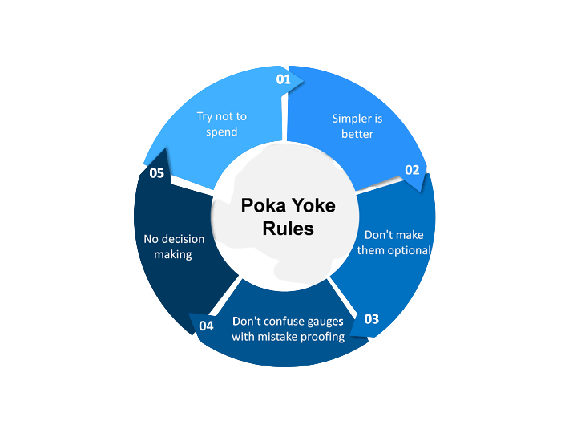 01
Try not to
spend
Simpler is
better
02
Don't make
them optional
03
Don't confuse gauges
with mistake proofing
04
No decision
making
05
Poka Yoke
Rules